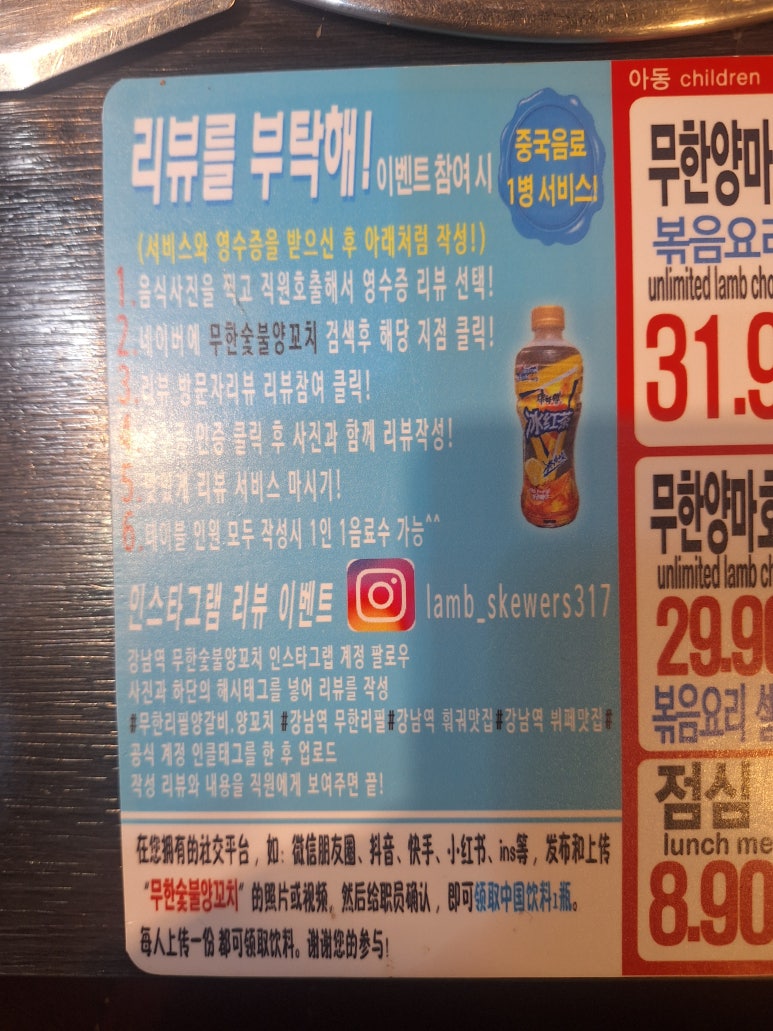 리뷰를 부탁해! 이벤트 참여 시
중국음료
1병 서비스!
(서비스와 영수증을 받으신 후 아래처럼 작성!)
1. 음식사진을 찍고 직원호출해서 영수증 리뷰 선택!
2. 네이버에 무한숯불양꼬치 검색후 해당 지점 클릭!
3. 리뷰 방문자리뷰 리뷰참여 클릭!
4. 인증 클릭 후 사진과 함께 리뷰작성!
5. 맛있게 리뷰 서비스 마시기!
6. 테이블 인원 모두 작성시 1인 1음료수 가능^^
冰红茶
인스타그램 리뷰 이벤트 lamb_skewers317
강남역 무한숯불양꼬치 인스타그랩 계정 팔로우
사진과 하단의 해시태그를 넣어 리뷰를 작성
#무한리필양갈비.양꼬치 #강남역 무한리필#강남역 훠궈맛집#강남역 뷔페맛집#
공식 계정 인클태그를 한 후 업로드
작성 리뷰와 내용을 직원에게 보여주면 끝!
在您拥有的社交平台，如：微信朋友圈、抖音、快手、小红书、ins等，发布和上传
“무한숯불양꼬치” 的照片或视频，然后给职员确认，即可领取中国饮料1瓶。
每人上传一份 都可领取饮料。谢谢您的参与!
아동 children
무한양마
볶음요리
unlimited lamb cho
31.9
무한양마
unlimited lamb ch
29.90
볶음요리
점심
lunch me
8.90